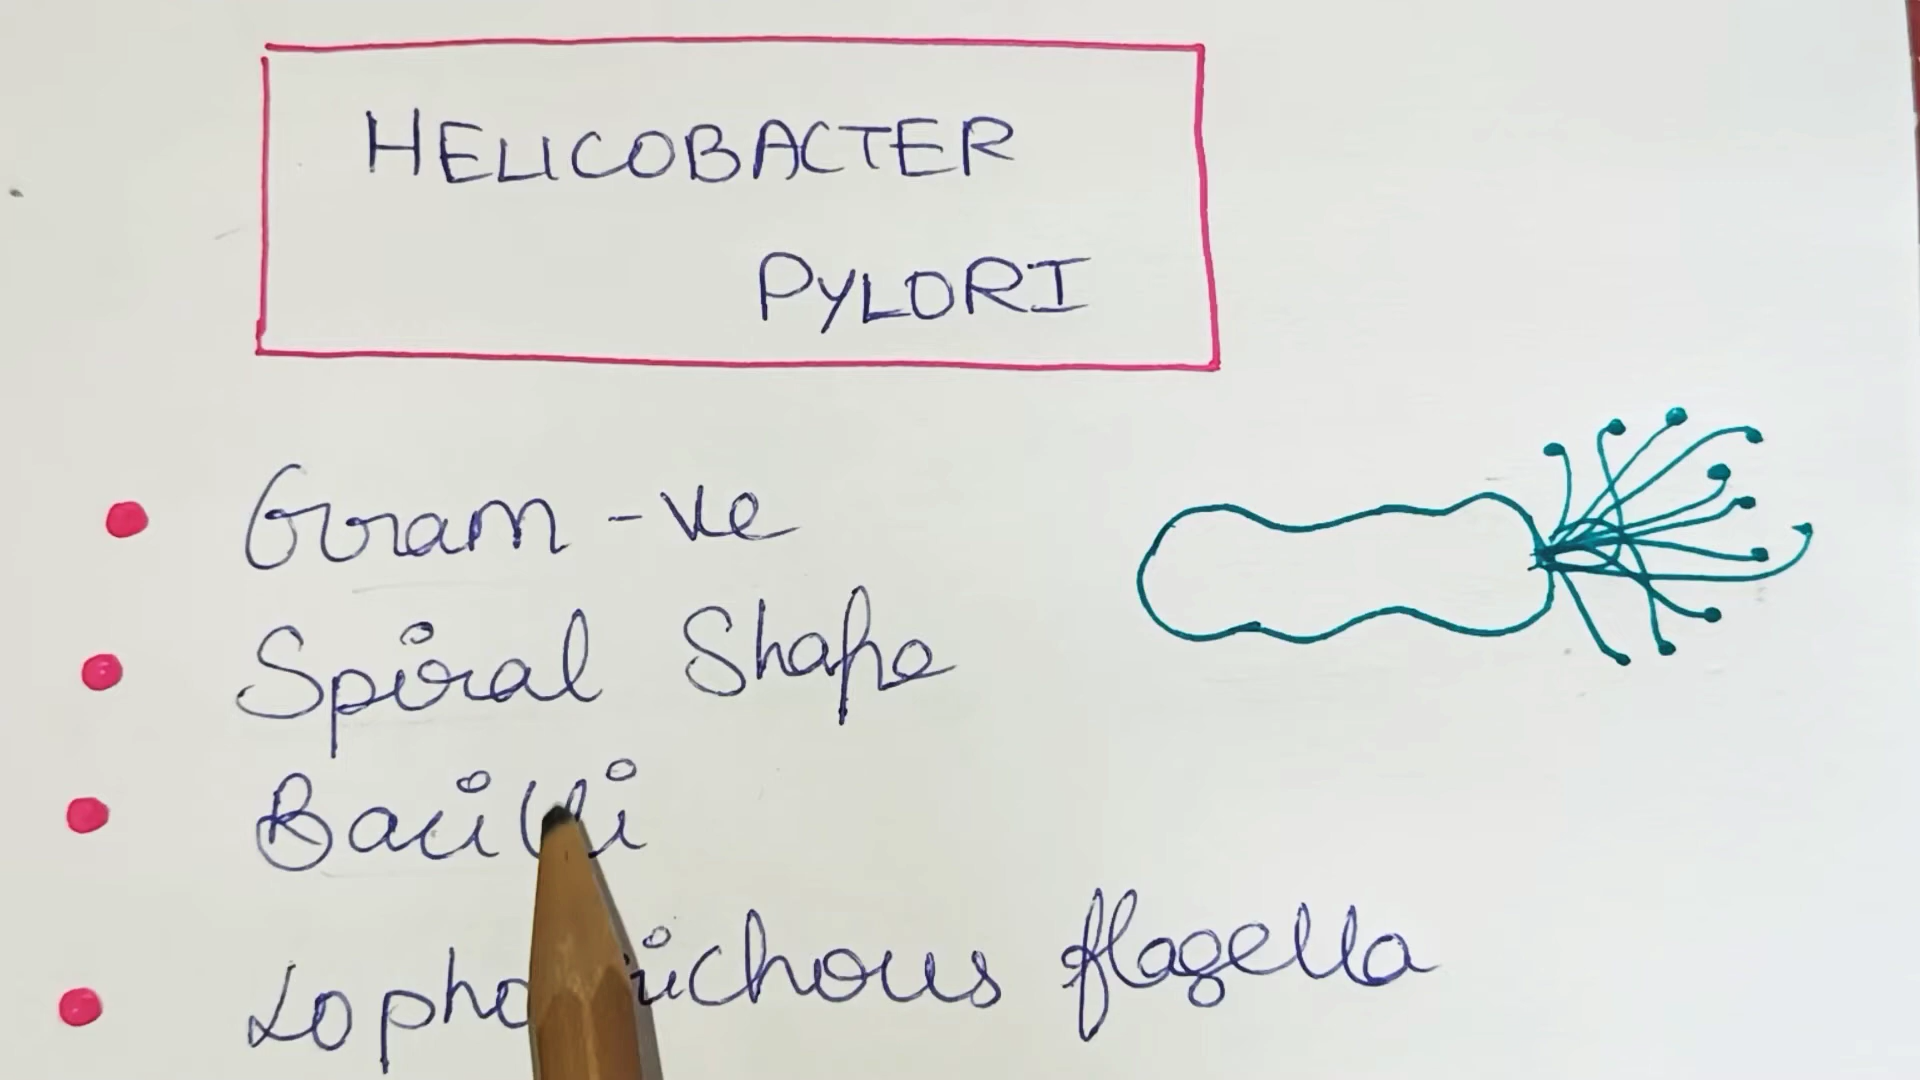 HELICOBACTER
PYLORI
Gram -ve
Spiral Shape
Bacilli
flagella